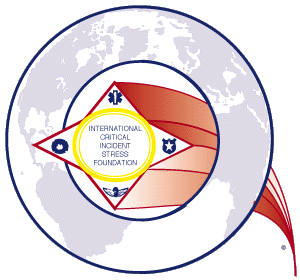 INTERNATIONAL
CRITICAL
INCIDENT
STRESS
FOUNDATION
®